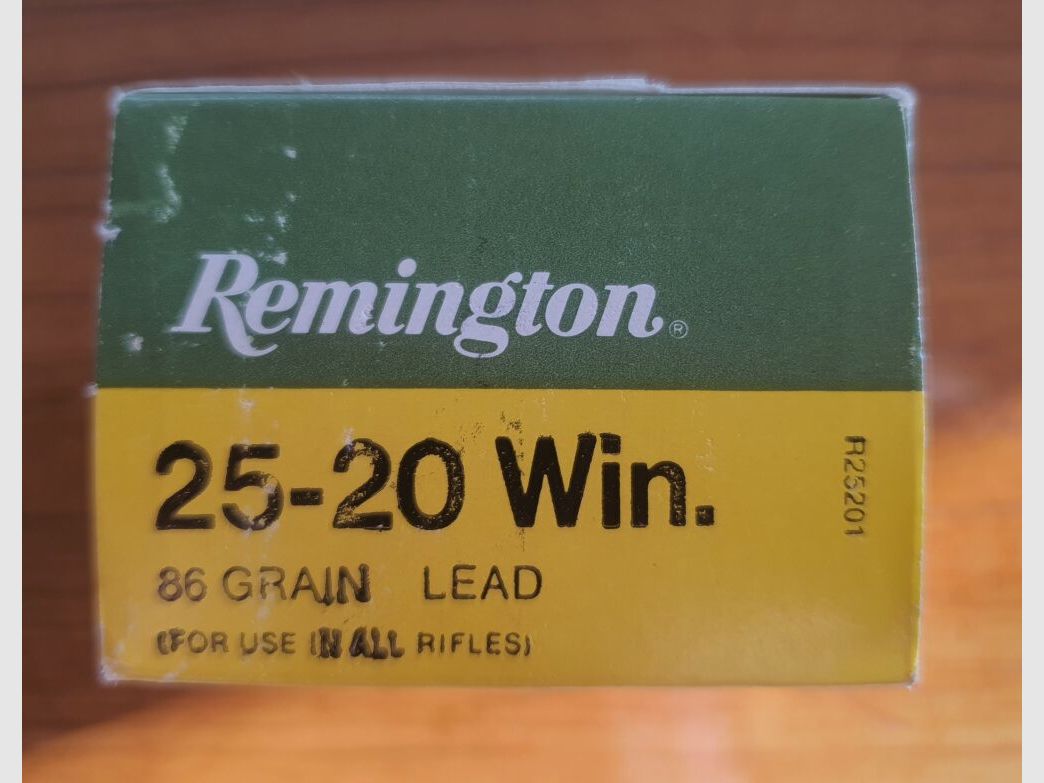 Remington®
25-20 Win.
R25201
86 GRAIN LEAD
(FOR USE IN ALL RIFLES)